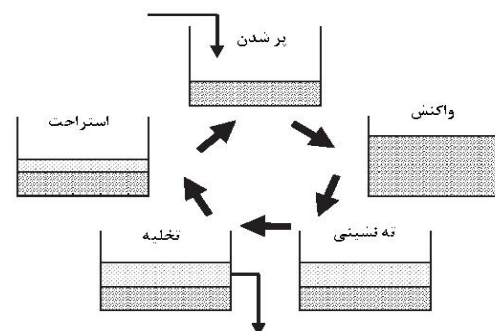 پر شدن
واکنش
ته نشینی
تخلیه
استراحت